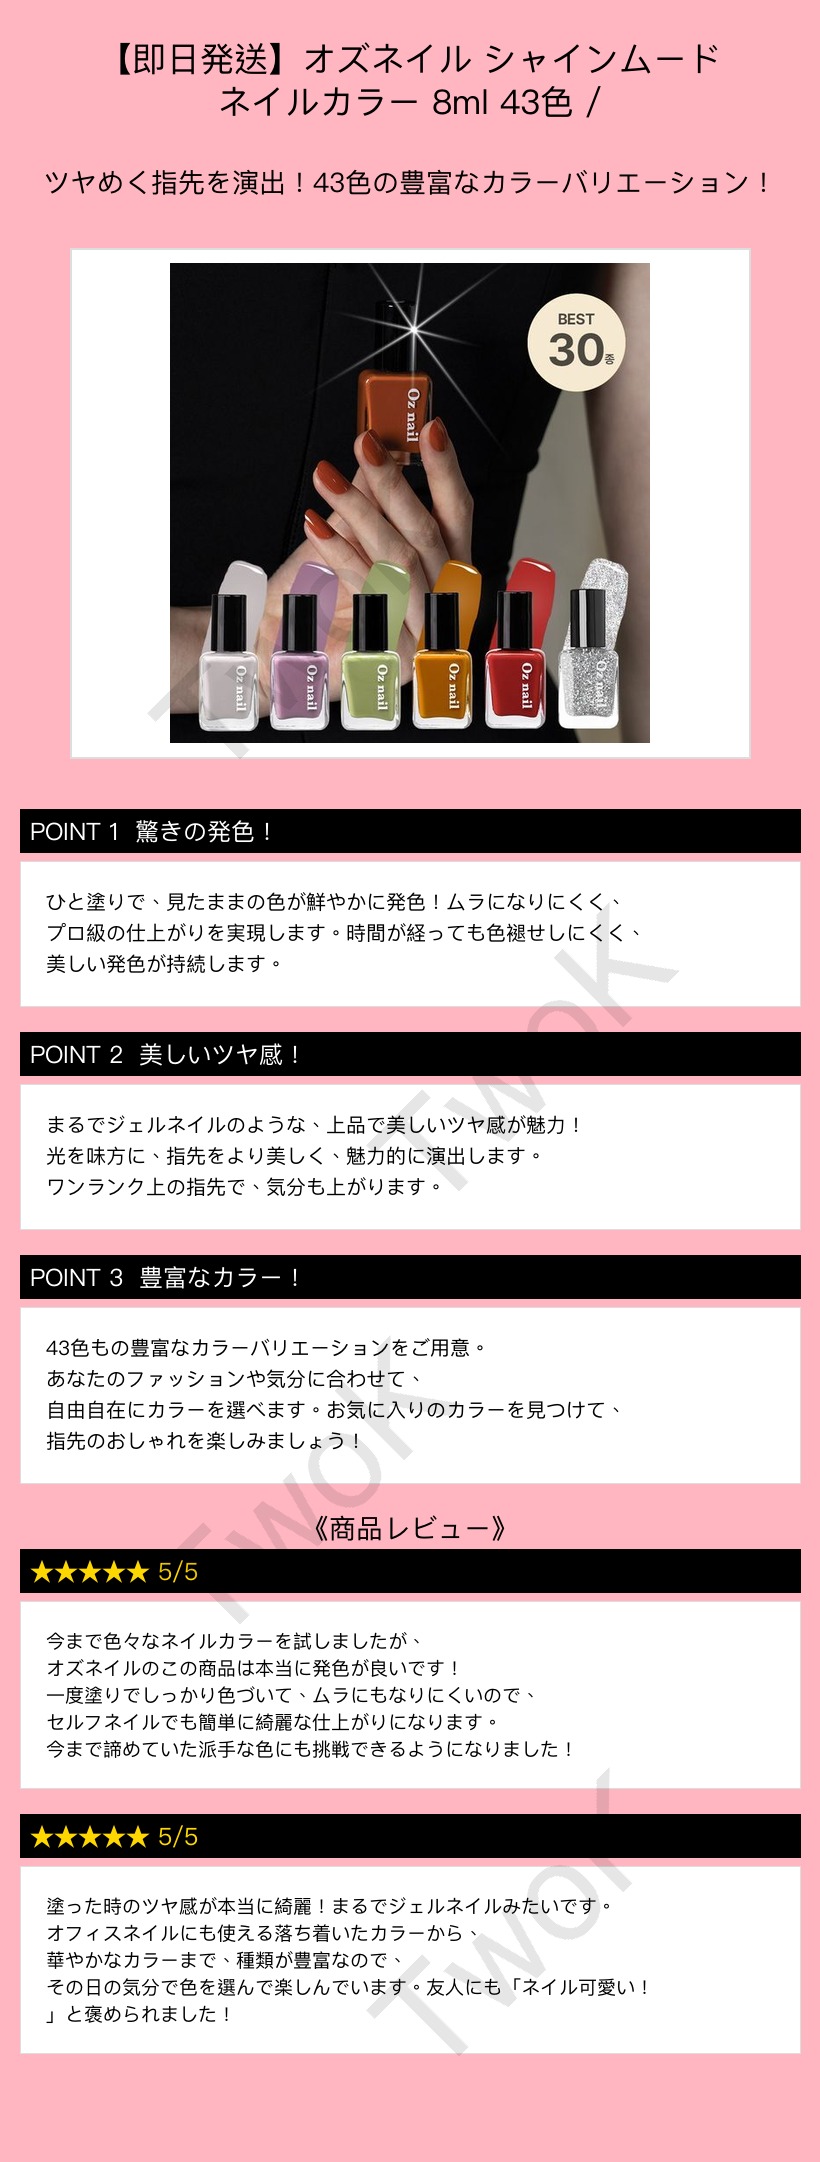 【即日発送】オズネイル シャインムード
ネイルカラー 8ml 43色 /
ツヤめく指先を演出！43色の豊富なカラーバリエーション！
BEST
30종
Oz nail
Oz nail
Oz nail
Oz nail
Oz nail
Oz nail
Oz nail
TwoK
POINT 1 驚きの発色！
ひと塗りで、見たままの色が鮮やかに発色！ムラになりにくく、
プロ級の仕上がりを実現します。時間が経っても色褪せしにくく、
美しい発色が持続します。
TwoK
POINT 2 美しいツヤ感！
まるでジェルネイルのような、上品で美しいツヤ感が魅力！
光を味方に、指先をより美しく、魅力的に演出します。
ワンランク上の指先で、気分も上がります。
POINT 3 豊富なカラー！
43色もの豊富なカラーバリエーションをご用意。
あなたのファッションや気分に合わせて、
自由自在にカラーを選べます。お気に入りのカラーを見つけて、
指先のおしゃれを楽しみましょう！
TwoK
《商品レビュー》
★★★★★ 5/5
今まで色々なネイルカラーを試しましたが、
オズネイルのこの商品は本当に発色が良いです！
一度塗りでしっかり色づいて、ムラにもなりにくいので、
セルフネイルでも簡単に綺麗な仕上がりになります。
今まで諦めていた派手な色にも挑戦できるようになりました！
★★★★★ 5/5
塗った時のツヤ感が本当に綺麗！まるでジェルネイルみたいです。
オフィスネイルにも使える落ち着いたカラーから、
華やかなカラーまで、種類が豊富なので、
その日の気分で色を選んで楽しんでいます。友人にも「ネイル可愛い！
」と褒められました！
TwoK